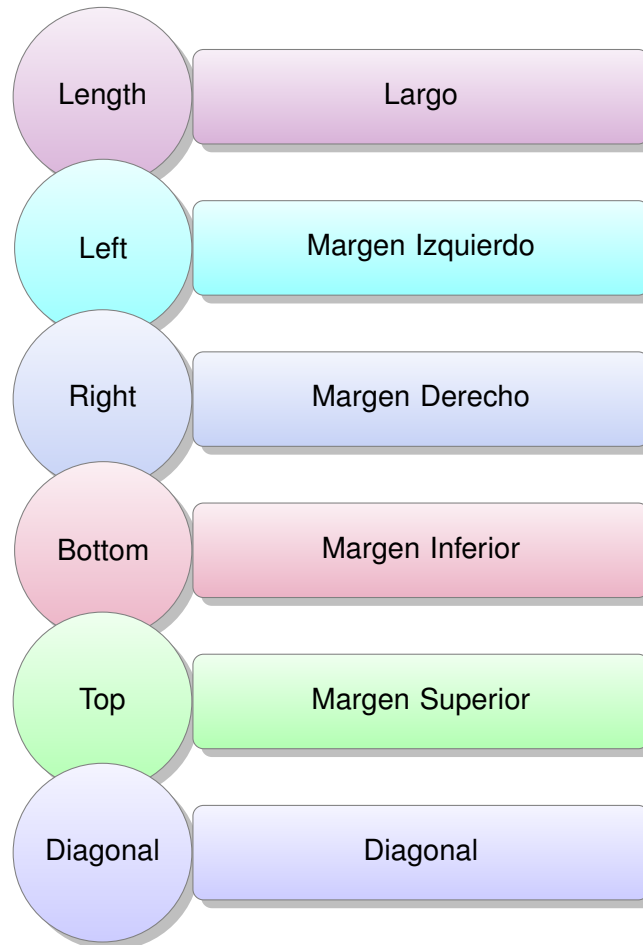 Length
Largo
Left
Margen Izquierdo
Right
Margen Derecho
Bottom
Margen Inferior
Top
Margen Superior
Diagonal
Diagonal